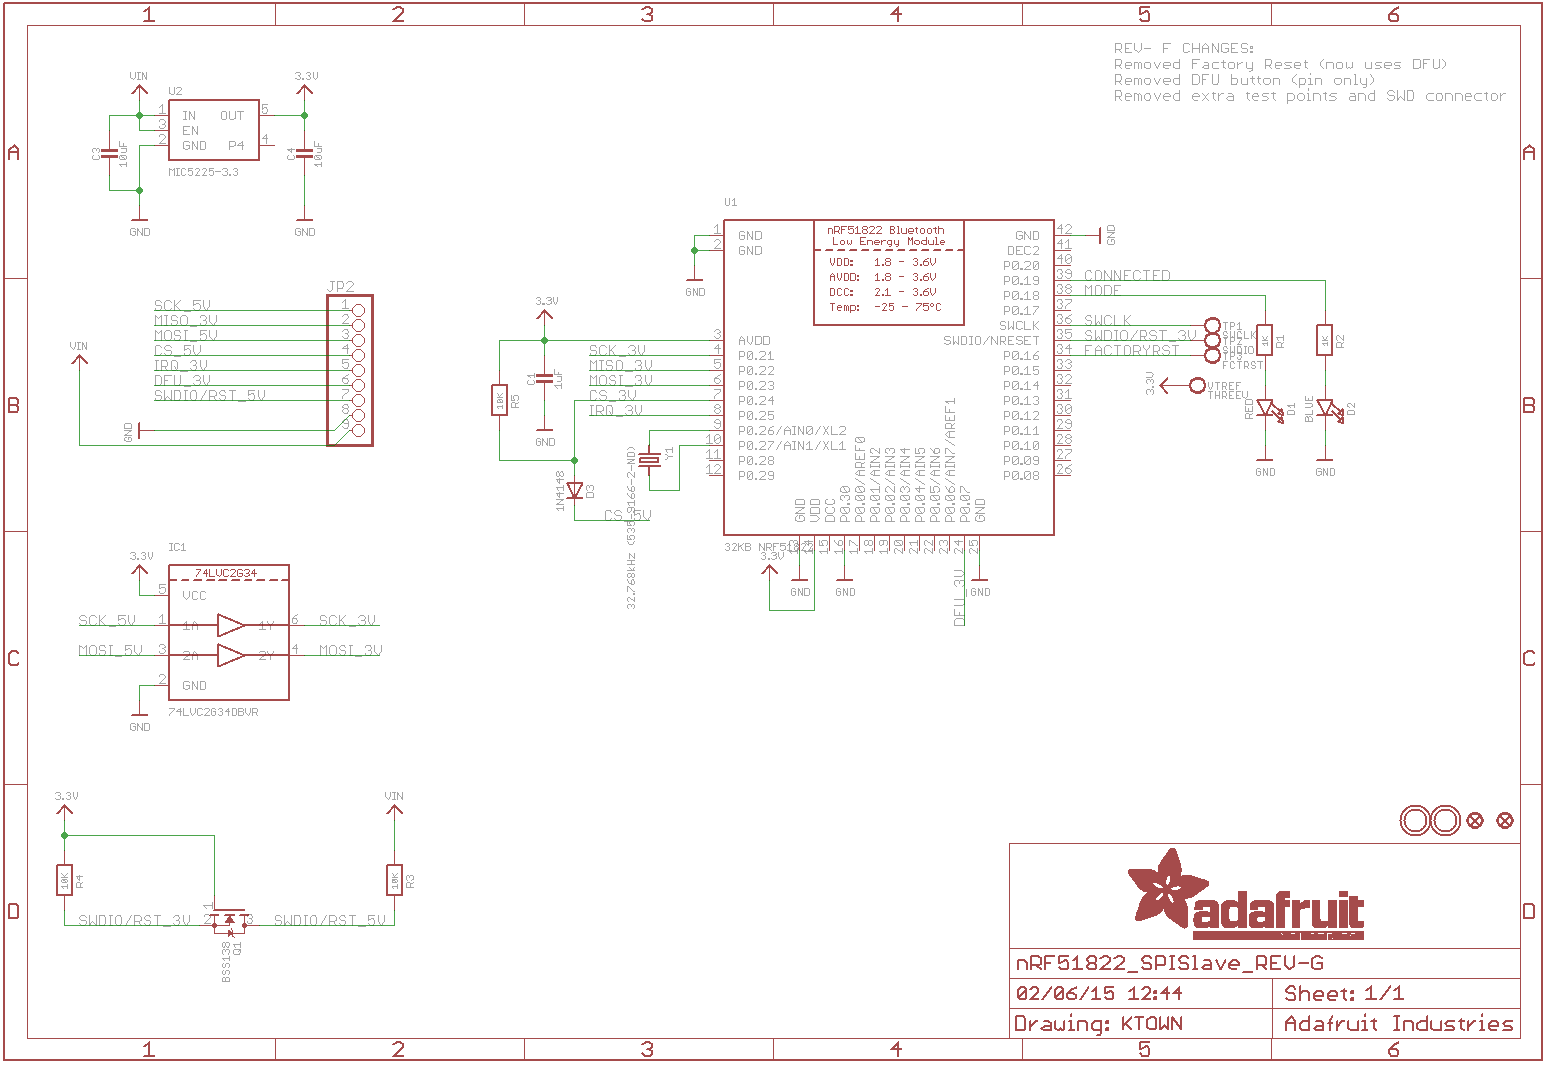 1 2 3 4 5 6
REV- F CHANGES:
Removed Factory Reset (now uses DFU)
Removed DFU button (pin only)
Removed extra test points and SWD connector
A
A
VIN
3.3V
U2
1 IN OUT 5
3 EN
2 GND P4 4
MIC5225-3.3
C3
10uF
C4
10uF
GND
GND
U1
nRF51822 Bluetooth
Low Energy Module
VDD: 1.8 - 3.6V
AVDD: 1.8 - 3.6V
DCC: 2.1 - 3.6V
Temp: -25 - 75°C
1 GND
2 GND
GND
3 AVDD
4 P0.21
5 P0.22
6 P0.23
7 P0.24
8 P0.25
9 P0.26/AIN0/XL2
10 P0.27/AIN1/XL1
11 P0.28
12 P0.29
GND 42
GND
DEC2 41
P0.20 40
P0.19 39 CONNECTED
P0.18 38 MODE
P0.17 37
SWCLK 36 SWCLK
SWDIO/NRESET 35 SWDIO/RST_3V
P0.16 34 FACTORYRST
P0.15 33
P0.14 32
P0.13 31
P0.12 30
P0.11 29
P0.10 28
P0.09 27
P0.08 26
TP1
SWCLK
TP2
SWDIO
TP3
FCTRST
3.3V
VTREF
THREEV
1K
R1
1K
R2
RED
D1
BLUE
D2
GND
GND
B
B
JP2
SCK_5V 1
MISO_3V 2
MOSI_5V 3
CS_5V 4
IRQ_3V 5
DFU_3V 6
SWDIO/RST_5V 7
8
9
VIN
GND
3.3V
SCK_3V
MISO_3V
MOSI_3V
CS_3V
IRQ_3V
10K
R5
C1
1uF
GND
1N4148
D3
CS_5V
Y1
32.768kHz (535-9166-2-ND)
GND
VDD
DCC
P0.30
P0.00/AREF0
P0.01/AIN2
P0.02/AIN3
P0.03/AIN4
P0.04/AIN5
P0.05/AIN6
P0.06/AIN7/AREF1
P0.07
GND
13
14
15
16
17
18
19
20
21
22
23
24
25
32KB NRF51822
3.3V
GND
GND
GND
DFU_3V
C
C
IC1
3.3V
74LVC2G34
5 VCC
SCK_5V 1 1A 1Y 6 SCK_3V
MOSI_5V 3 2A 2Y 4 MOSI_3V
2 GND
GND
74LVC2G34DBVR
D
D
3.3V
VIN
10K
R4
10K
R3
SWDIO/RST_3V 2 1 3 SWDIO/RST_5V
BSS138
Q1
adafruit
nRF51822_SPISlave_REV-G
02/06/15 12:44
Sheet: 1/1
Drawing: KTOWN
Adafruit Industries
1 2 3 4 5 6